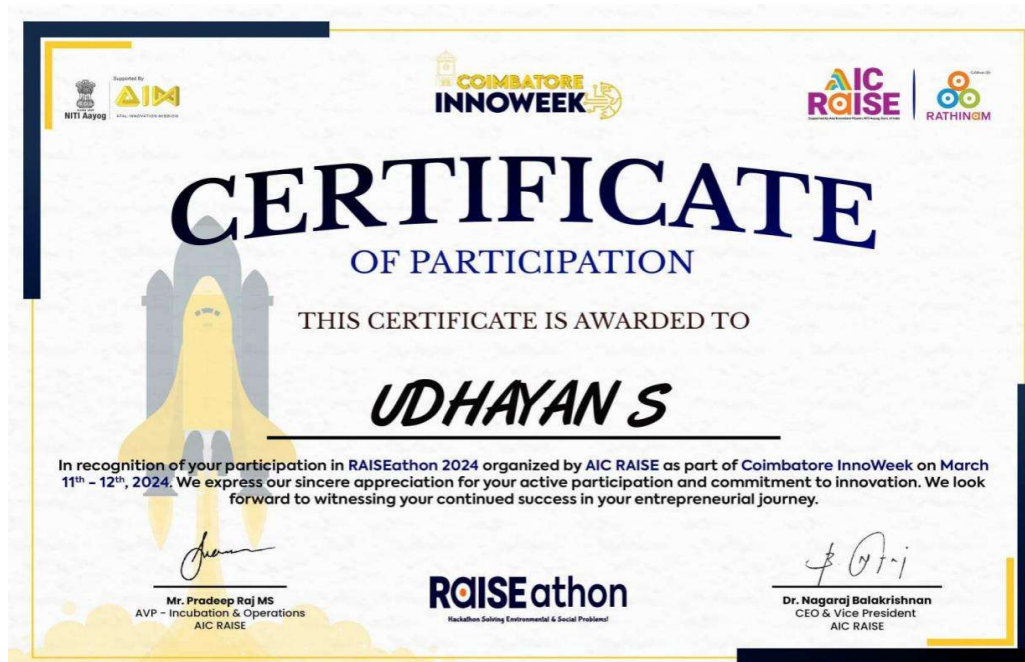 Supported By
NITI Aayog
AIM
ATAL INNOVATION MISSION
COIMBATORE
INNOWEEK
AIC
RAISE
RATHINAM
CERTIFICATE
OF PARTICIPATION
THIS CERTIFICATE IS AWARDED TO
UDHAYAN S
In recognition of your participation in RAISEathon 2024 organized by AIC RAISE as part of Coimbatore InnoWeek on March
11th - 12th, 2024. We express our sincere appreciation for your active participation and commitment to innovation. We look
forward to witnessing your continued success in your entrepreneurial journey.
Mr. Pradeep Raj MS
AVP - Incubation & Operations
AIC RAISE
RAISEathon
Hackathon Solving Environmental & Social Problems!
Dr. Nagaraj Balakrishnan
CEO & Vice President
AIC RAISE